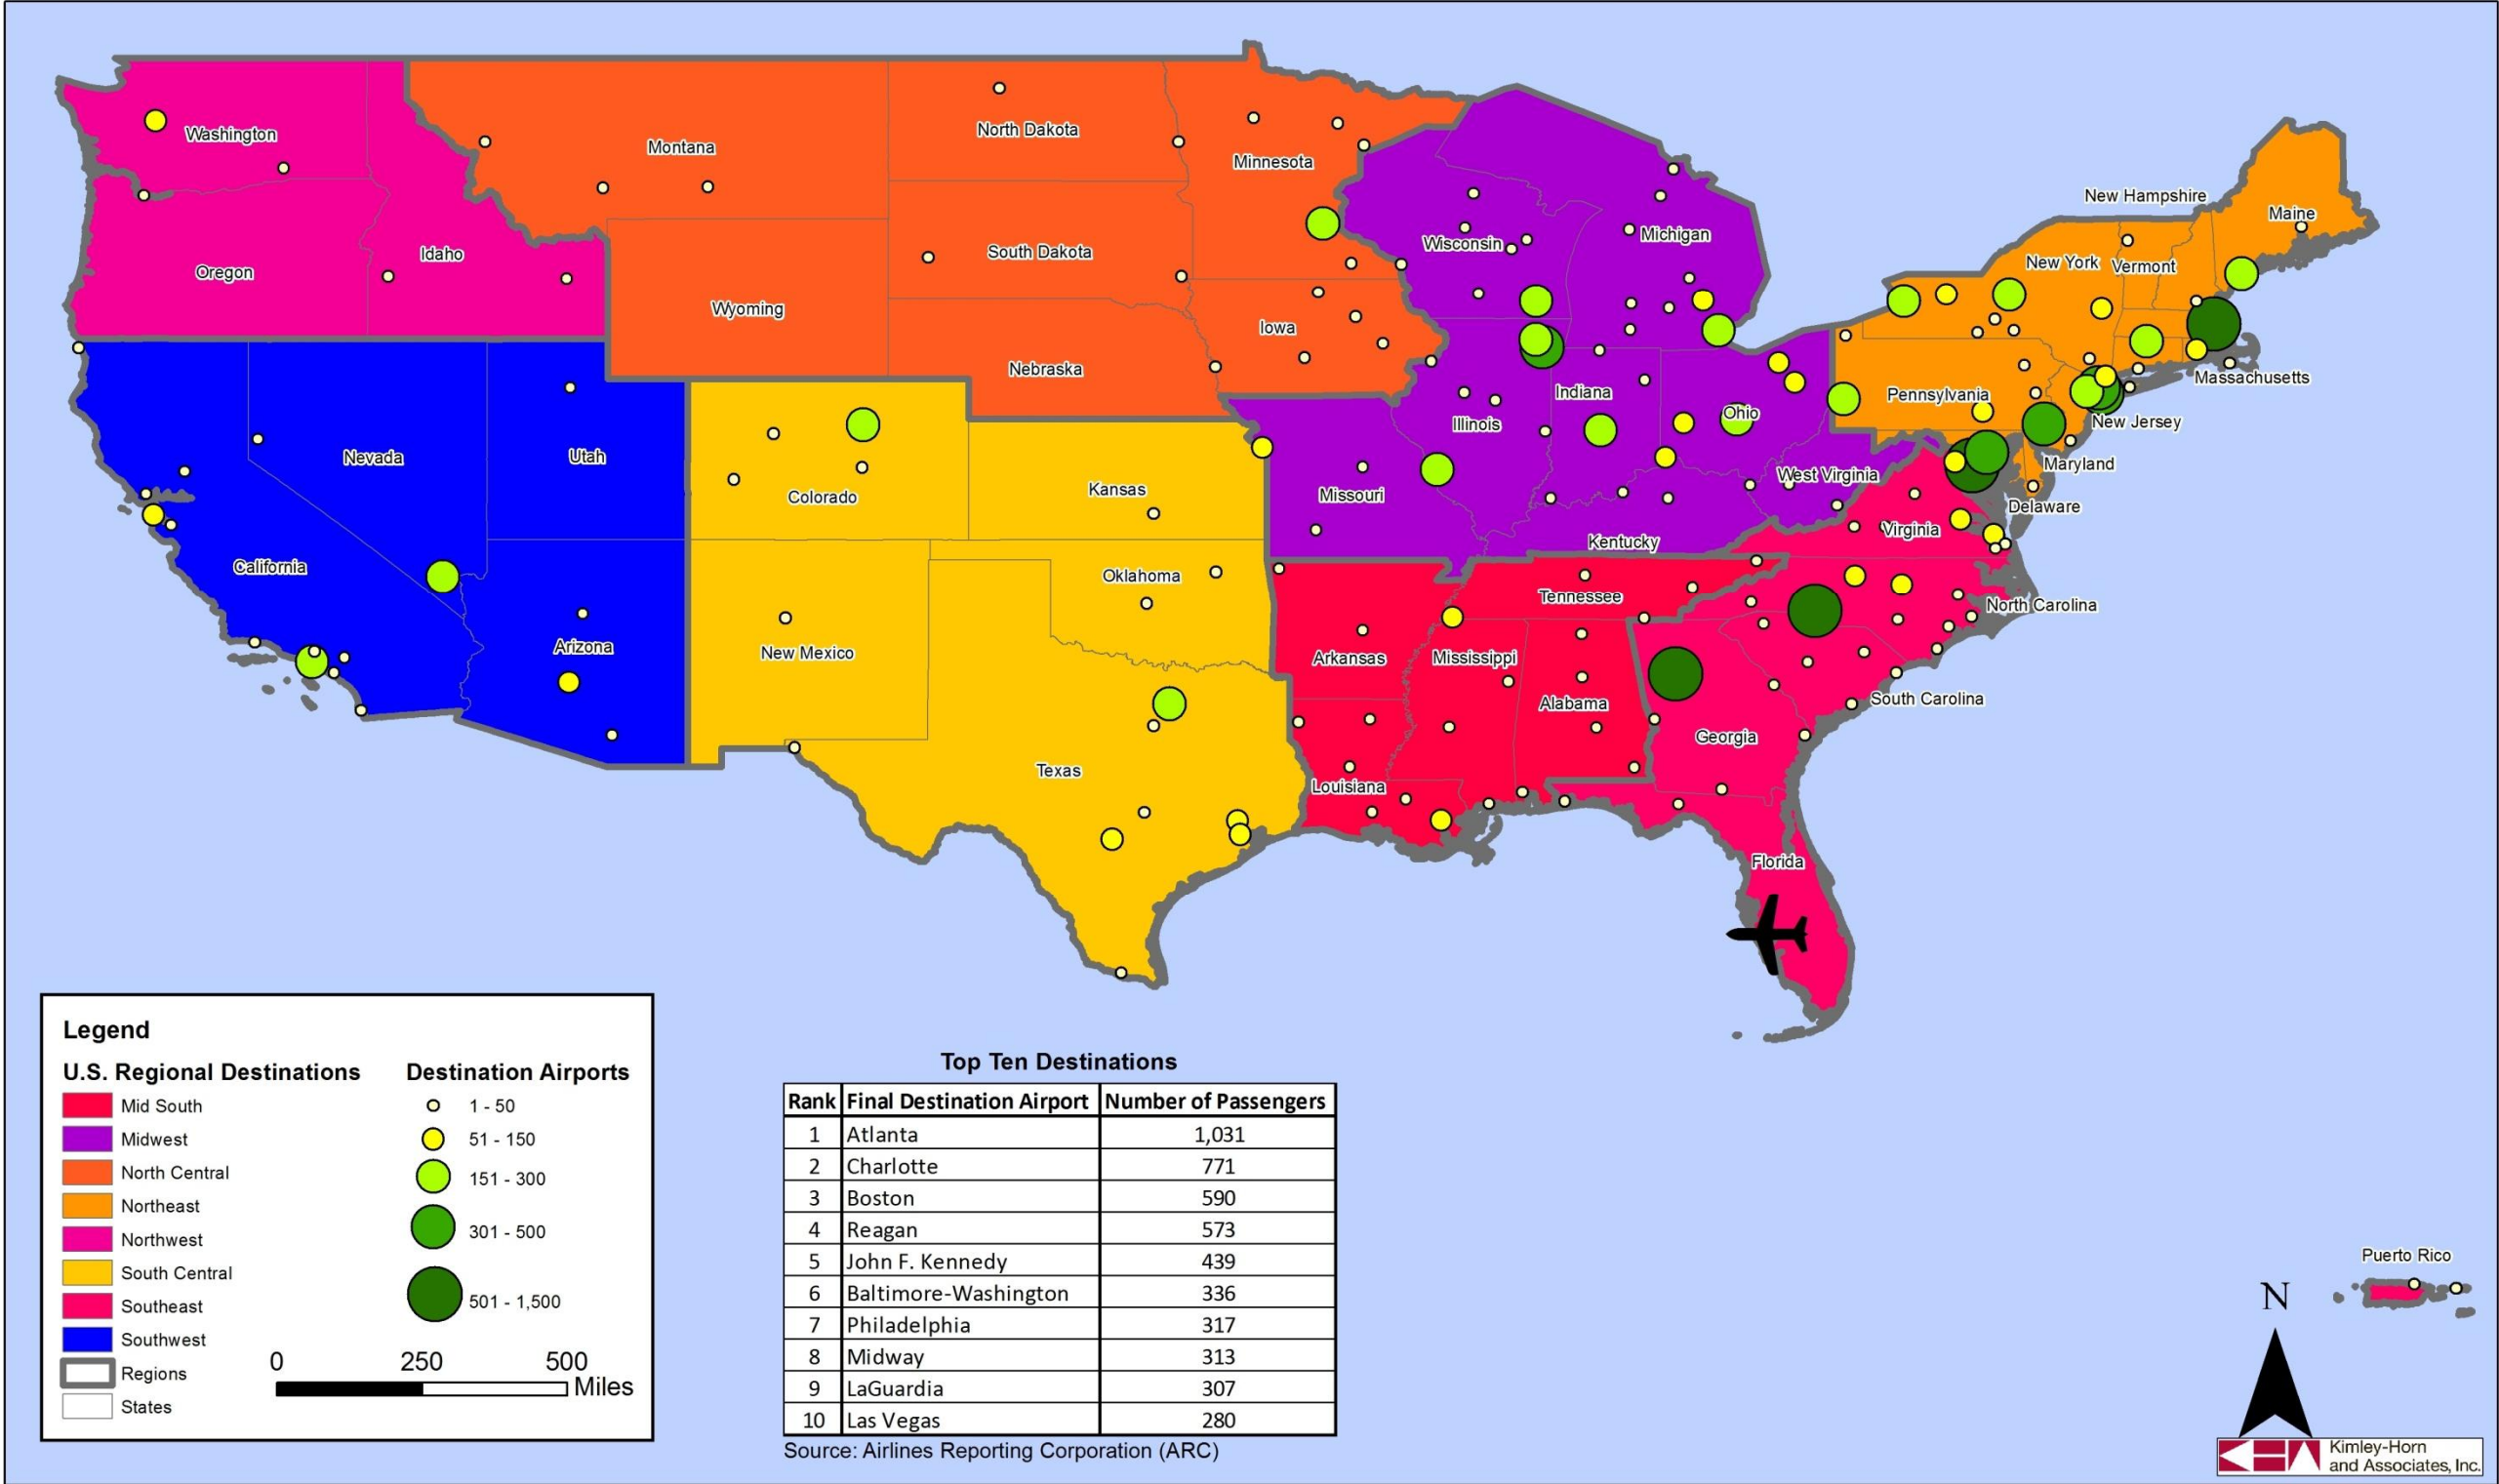 Washington
Montana
North Dakota
Minnesota
New Hampshire
Maine
Oregon
Idaho
Wyoming
South Dakota
Wisconsin
Michigan
New York
Vermont
Iowa
Nebraska
Massachusetts
Nevada
Utah
Colorado
Kansas
Missouri
Illinois
Indiana
Ohio
Pennsylvania
New Jersey
West Virginia
Maryland
Delaware
Virginia
Kentucky
California
Arizona
New Mexico
Oklahoma
Arkansas
Tennessee
North Carolina
Mississippi
Alabama
Georgia
South Carolina
Texas
Louisiana
Florida
Legend
U.S. Regional Destinations Destination Airports
Mid South 1 - 50
Midwest 51 - 150
North Central 151 - 300
Northeast
Northwest 301 - 500
South Central
Southeast 501 - 1,500
Southwest
Regions
States
0 250 500
Miles
Top Ten Destinations
Rank Final Destination Airport Number of Passengers
1 Atlanta 1,031
2 Charlotte 771
3 Boston 590
4 Reagan 573
5 John F. Kennedy 439
6 Baltimore-Washington 336
7 Philadelphia 317
8 Midway 313
9 LaGuardia 307
10 Las Vegas 280
Source: Airlines Reporting Corporation (ARC)
Puerto Rico
N
Kimley-Horn
and Associates, Inc.